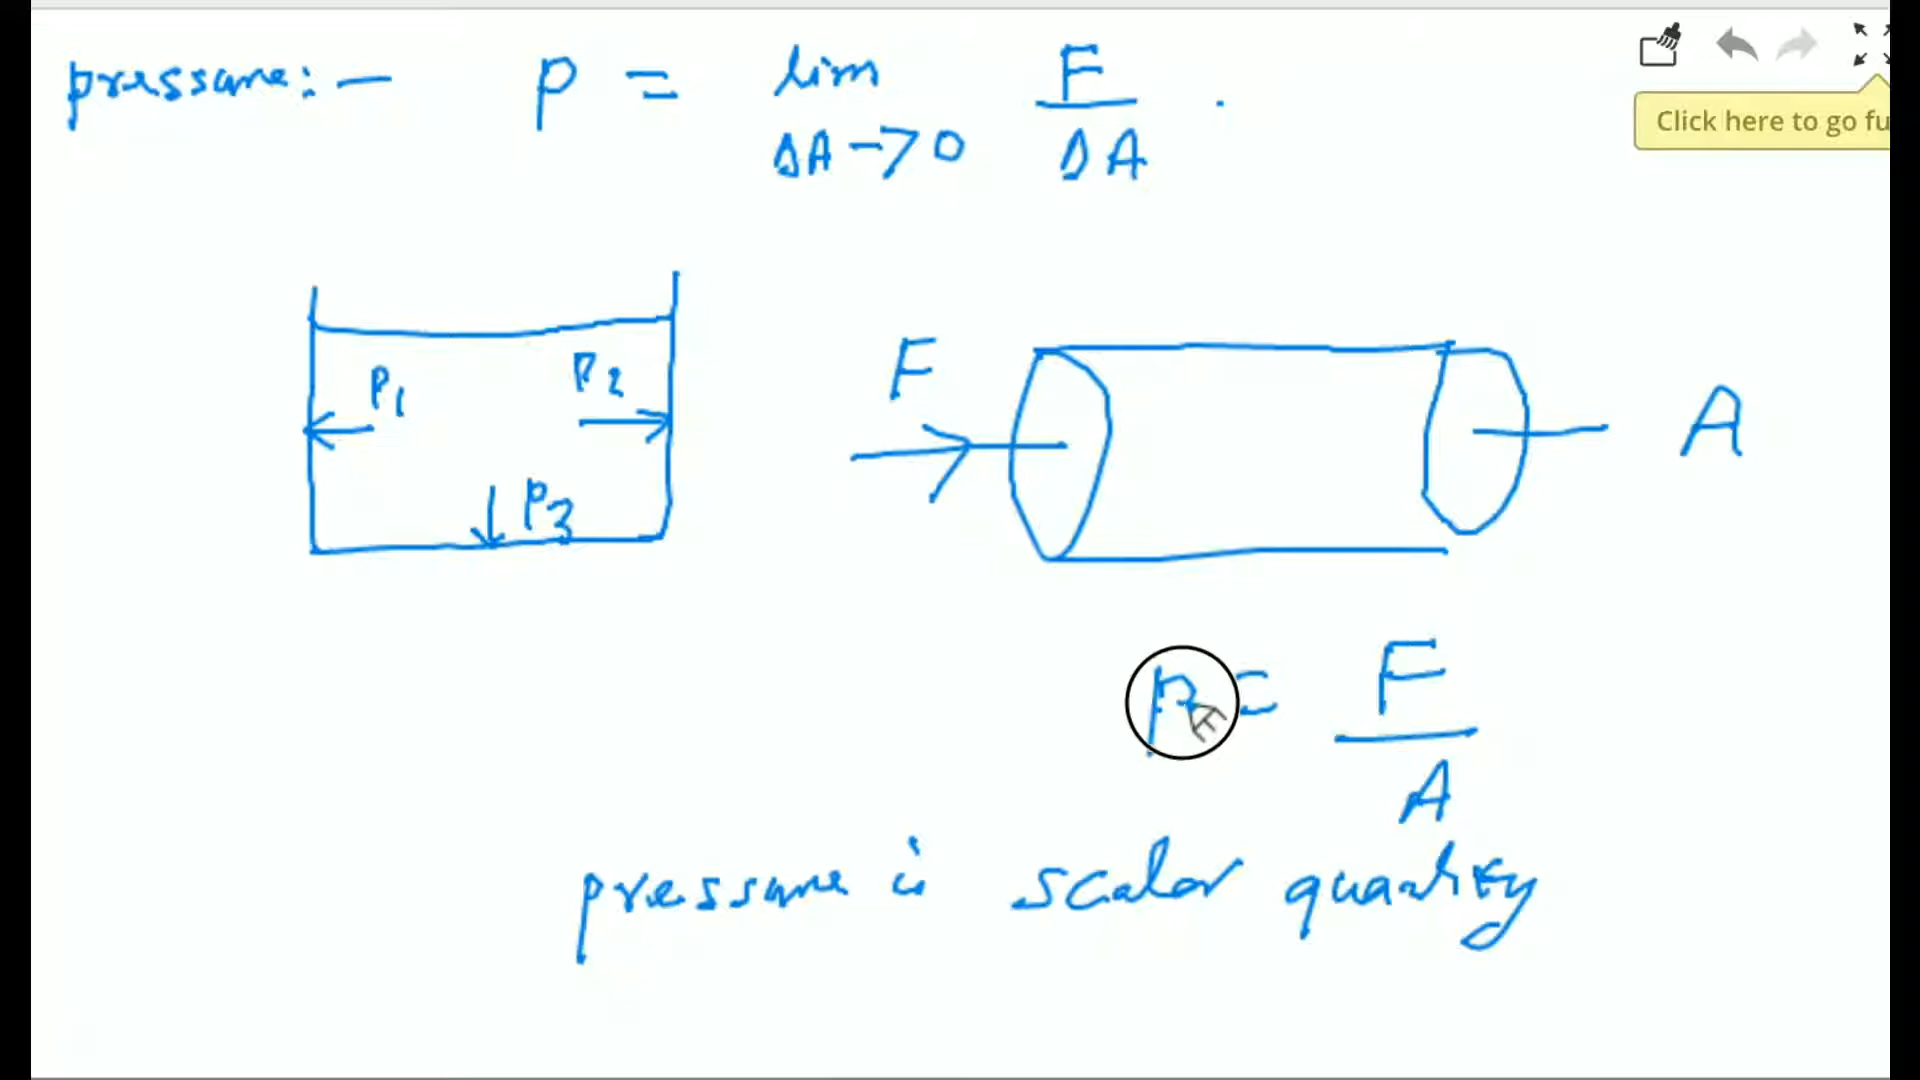 pressure:- P = lim F
ΔA→0 ΔA
Click here to go fu
P1
P2
P3
F
A
P = F
A
pressure is scalar quantity